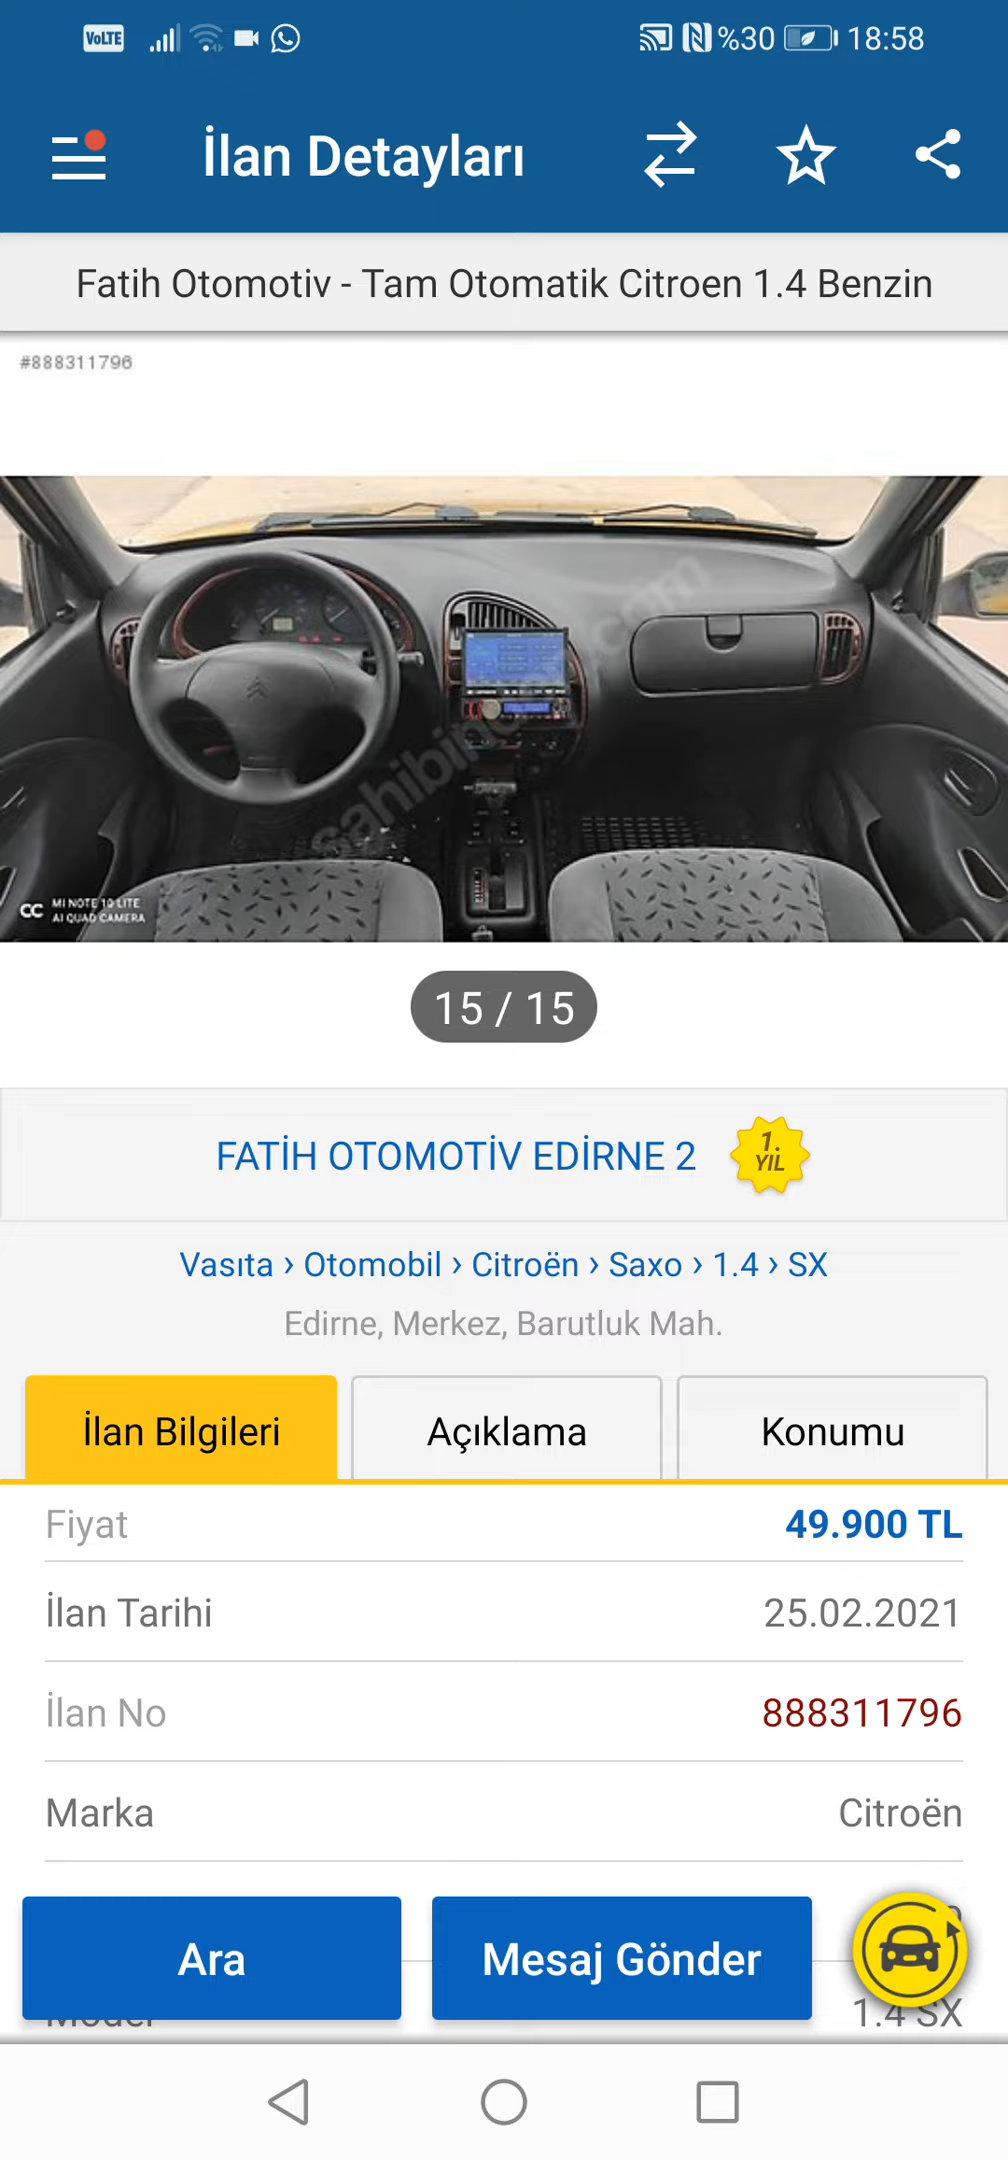 VoLTE %30 18:58
İlan Detayları
Fatih Otomotiv - Tam Otomatik Citroen 1.4 Benzin
#888311796
sahibinden.com
MI NOTE 10 LITE
AI QUAD CAMERA
15 / 15
FATİH OTOMOTİV EDİRNE 2
1.
YIL
Vasıta › Otomobil › Citroën › Saxo › 1.4 › SX
Edirne, Merkez, Barutluk Mah.
İlan Bilgileri Açıklama Konumu
Fiyat 49.900 TL
İlan Tarihi 25.02.2021
İlan No 888311796
Marka Citroën
Ara Mesaj Gönder
Model 1.4 SX